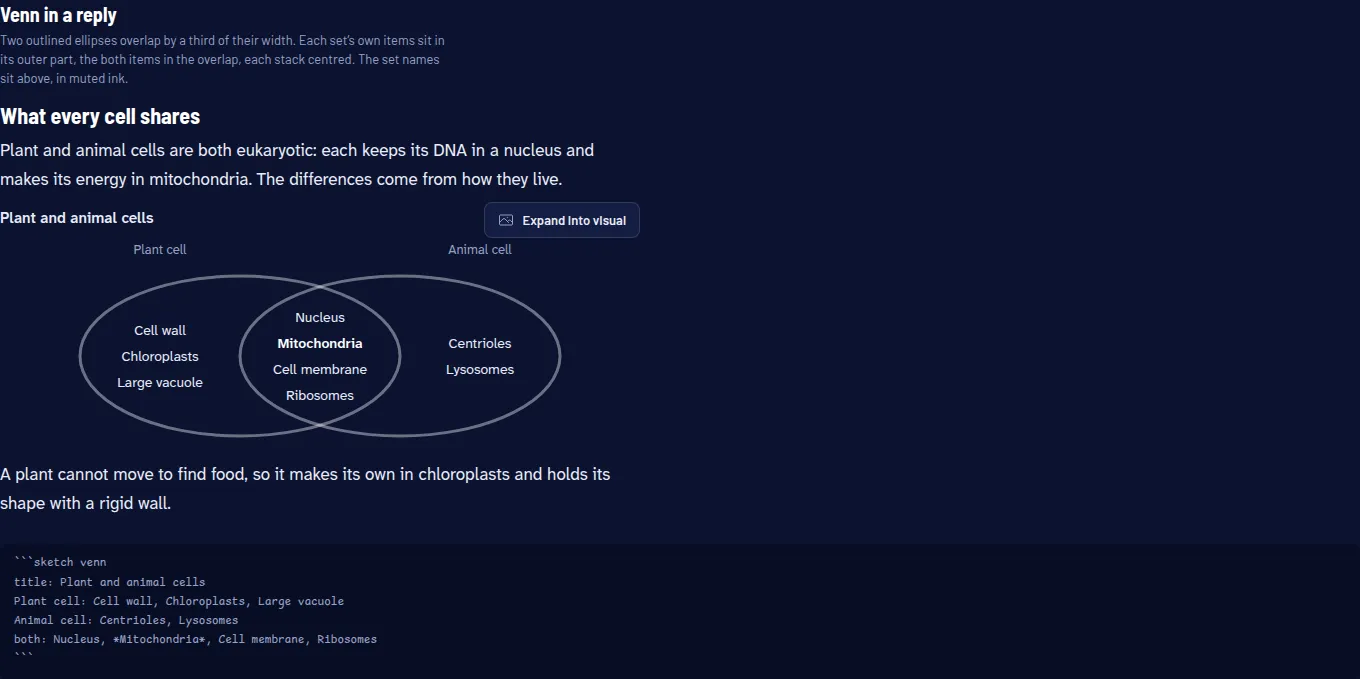 Venn in a reply
Two outlined ellipses overlap by a third of their width. Each set's own items sit in
its outer part, the both items in the overlap, each stack centred. The set names
sit above, in muted ink.
What every cell shares
Plant and animal cells are both eukaryotic: each keeps its DNA in a nucleus and
makes its energy in mitochondria. The differences come from how they live.
Plant and animal cells
Expand into visual
Plant cell
Animal cell
Cell wall
Chloroplasts
Large vacuole
Nucleus
Mitochondria
Cell membrane
Ribosomes
Centrioles
Lysosomes
A plant cannot move to find food, so it makes its own in chloroplasts and holds its
shape with a rigid wall.
```sketch venn
title: Plant and animal cells
Plant cell: Cell wall, Chloroplasts, Large vacuole
Animal cell: Centrioles, Lysosomes
both: Nucleus, *Mitochondria*, Cell membrane, Ribosomes
```